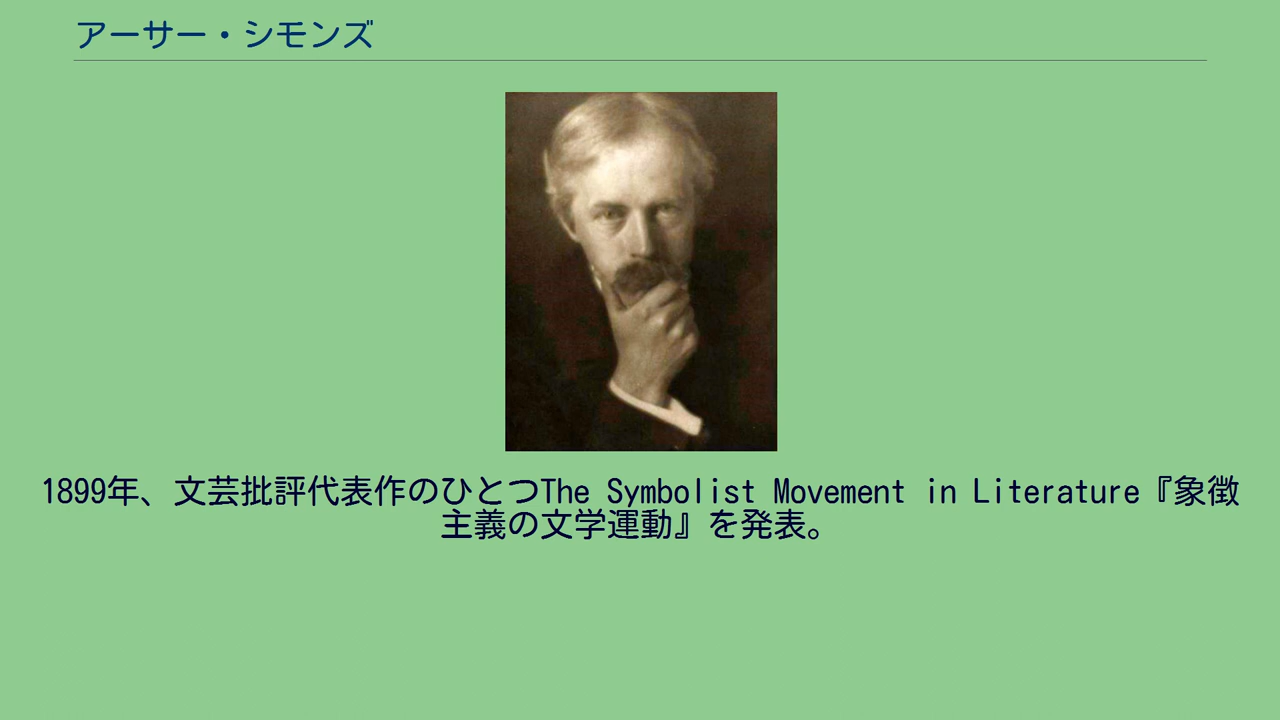 アーサー・シモンズ
1899年、文芸批評代表作のひとつThe Symbolist Movement in Literature『象徴
主義の文学運動』を発表。